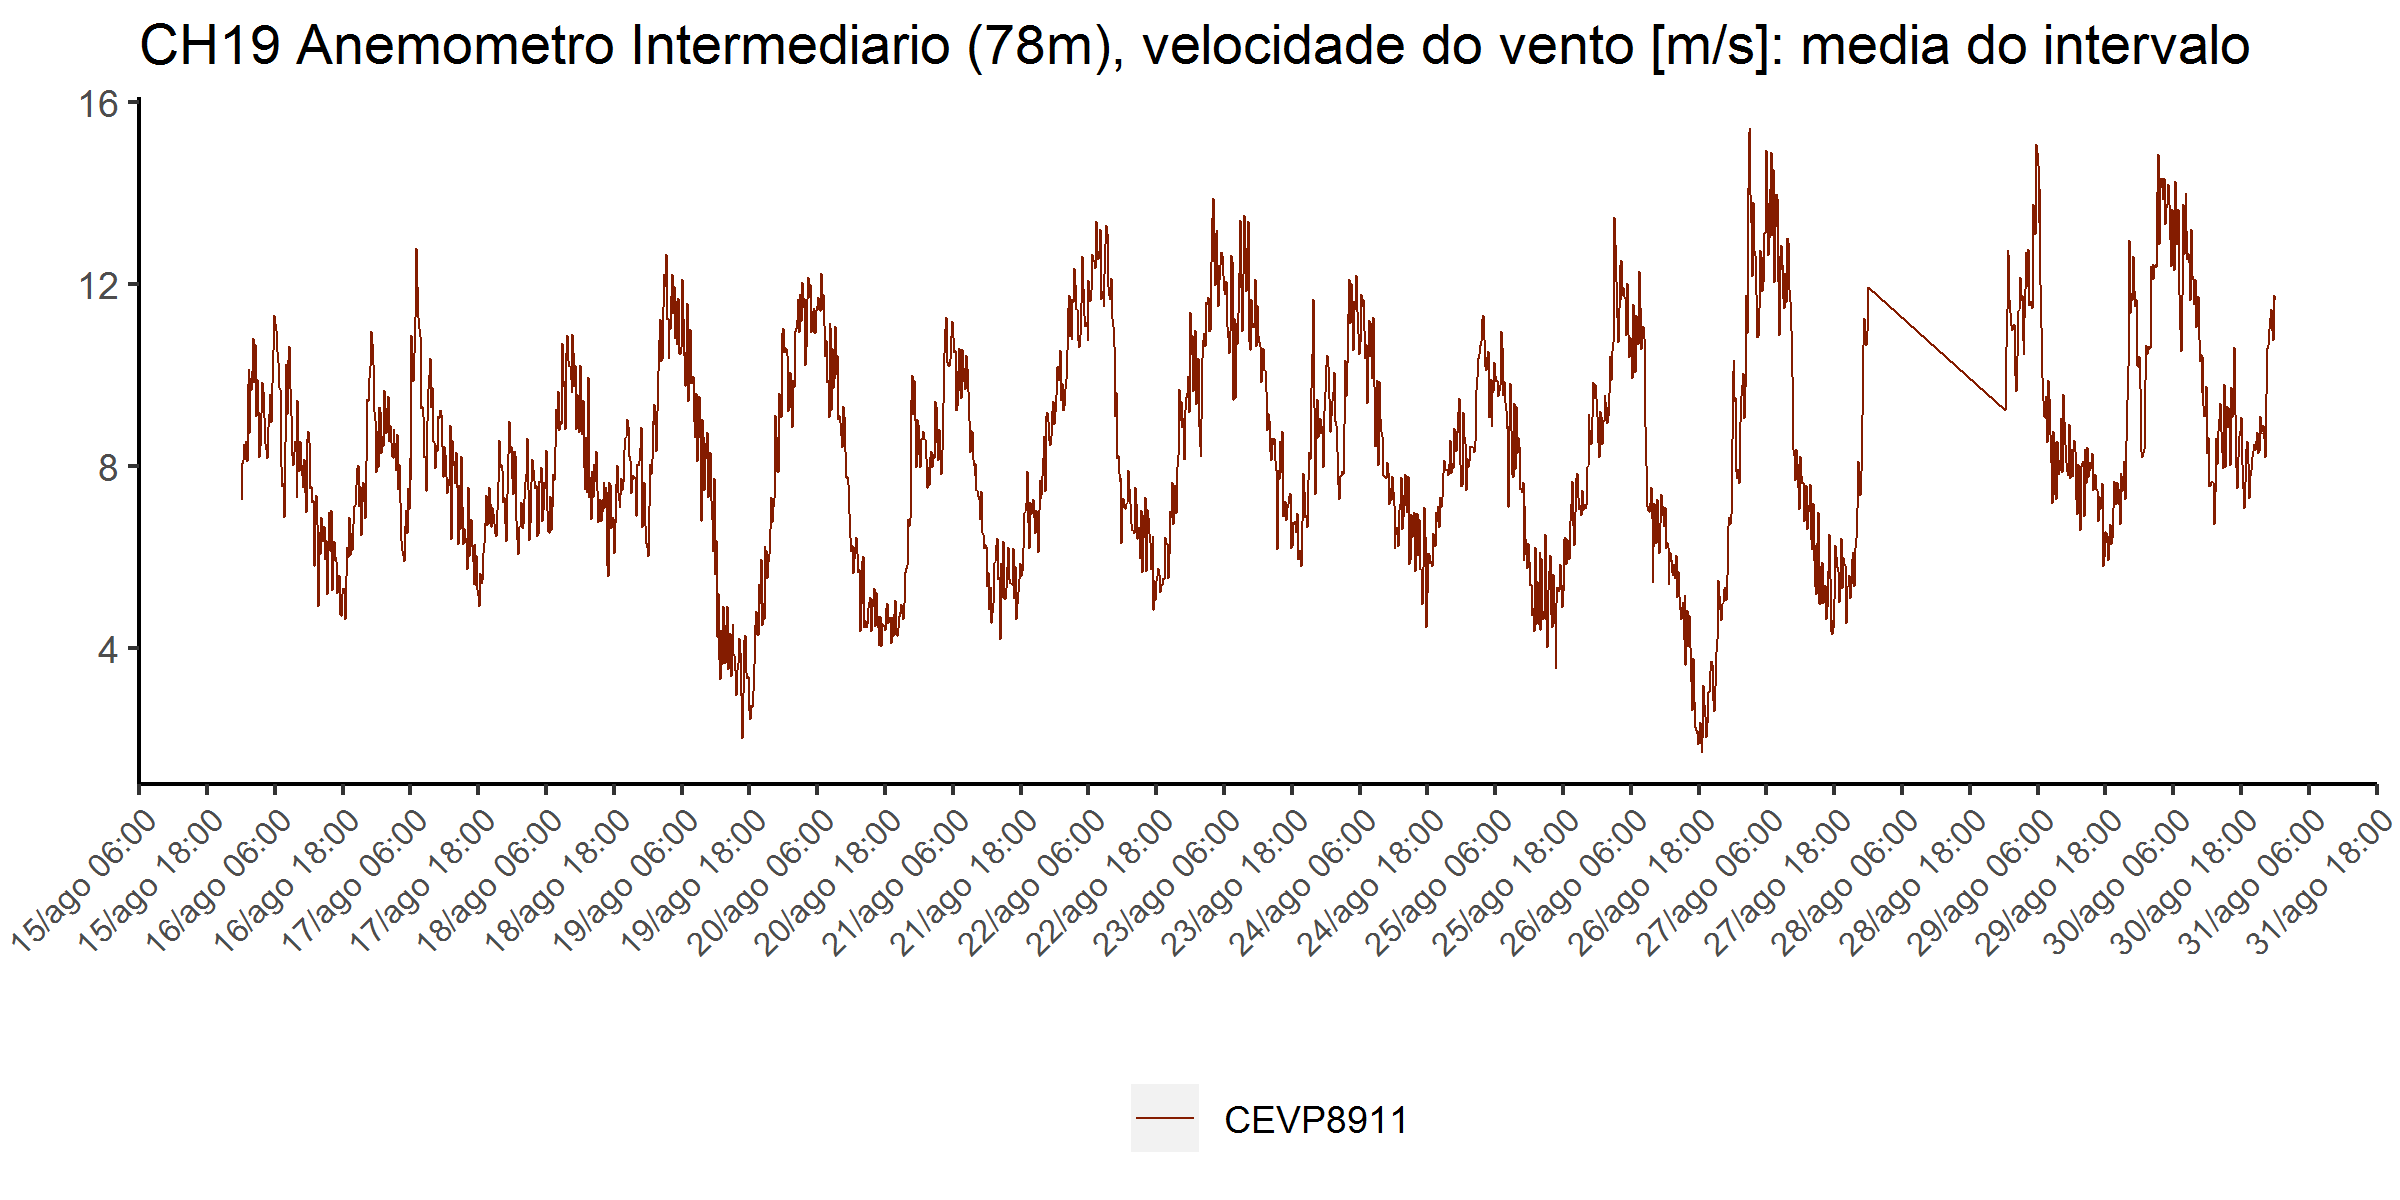 CH19 Anemometro Intermediario (78m), velocidade do vento [m/s]: media do intervalo
16
12
8
4
15/ago 06:00
15/ago 18:00
16/ago 06:00
16/ago 18:00
17/ago 06:00
17/ago 18:00
18/ago 06:00
18/ago 18:00
19/ago 06:00
19/ago 18:00
20/ago 06:00
20/ago 18:00
21/ago 06:00
21/ago 18:00
22/ago 06:00
22/ago 18:00
23/ago 06:00
23/ago 18:00
24/ago 06:00
24/ago 18:00
25/ago 06:00
25/ago 18:00
26/ago 06:00
26/ago 18:00
27/ago 06:00
27/ago 18:00
28/ago 06:00
28/ago 18:00
29/ago 06:00
29/ago 18:00
30/ago 06:00
30/ago 18:00
31/ago 06:00
31/ago 18:00
CEVP8911